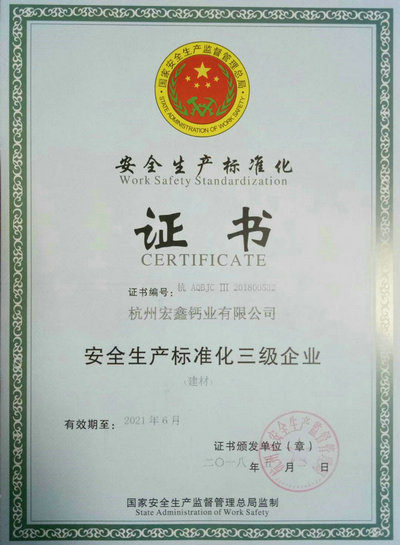 国家安全生产监督管理总局
STATE ADMINISTRATION OF WORK SAFETY
安全生产标准化
Work Safety Standardization
证书
CERTIFICATE
证书编号：杭 AQBJC III 201800532
杭州宏鑫钙业有限公司
安全生产标准化三级企业
（建材）
有效期至：2021年6月
证书颁发单位（章）
二〇一八年 月 日
国家安全生产监督管理总局监制
State Administration of Work Safety